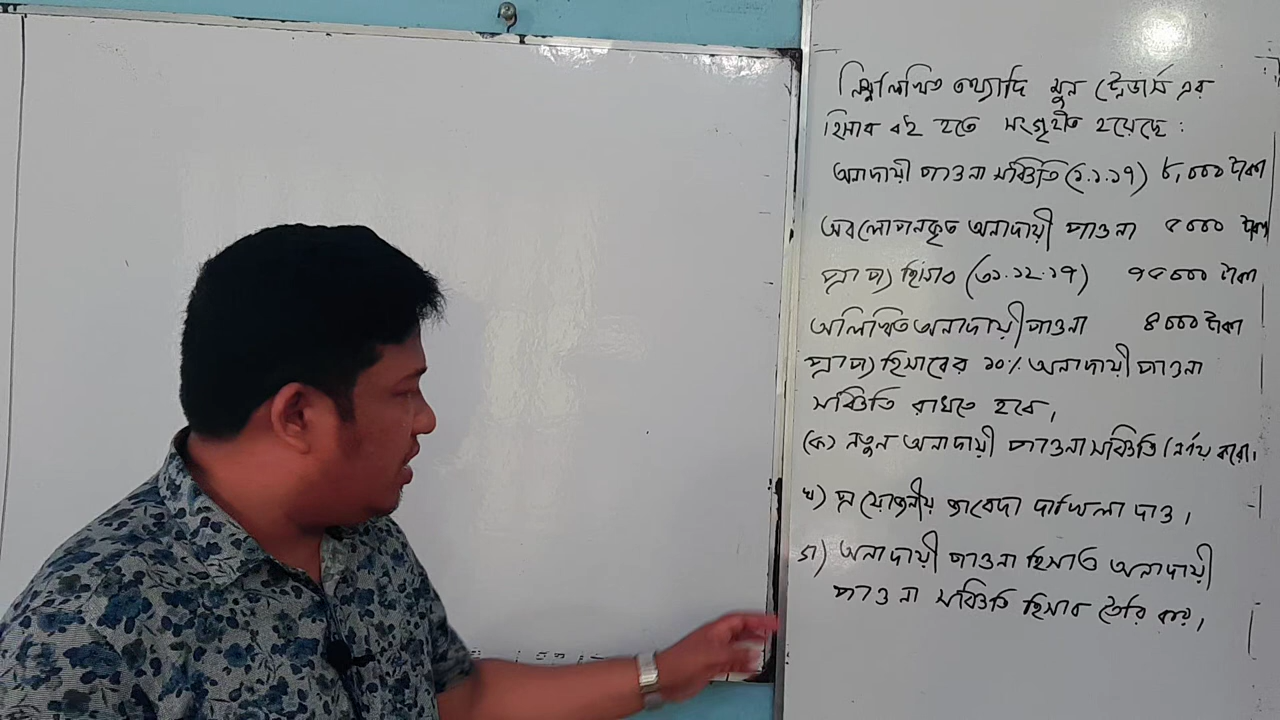 নিম্নলিখিত তথ্যাদি মুন ট্রেডার্স এর
হিসাব বই হতে সংগৃহীত হয়েছে:
অনাদায়ী পাওনা সঞ্চিতি (১.১.১৭) ৮,০০০ টাকা
অবলোপনকৃত অনাদায়ী পাওনা ৫০০০ টাকা
প্রাপ্য হিসাব (৩১.১২.১৭) ৭৫০০০ টাকা
অলিখিত অনাদায়ী পাওনা ৪০০০ টাকা
প্রাপ্য হিসাবের ১০% অনাদায়ী পাওনা
সঞ্চিতি রাখতে হবে।
(ক) নতুন অনাদায়ী পাওনা সঞ্চিতি নির্ণয় করো।
খ) প্রয়োজনীয় জাবেদা দাখিলা দাও।
গ) অনাদায়ী পাওনা হিসাব ও অনাদায়ী
পাওনা সঞ্চিতি হিসাব তৈরি কর।